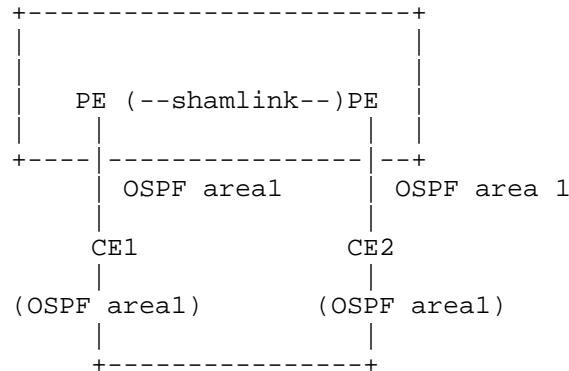 PE (--shamlink--)PE
OSPF area1 OSPF area 1
CE1 CE2
(OSPF area1) (OSPF area1)